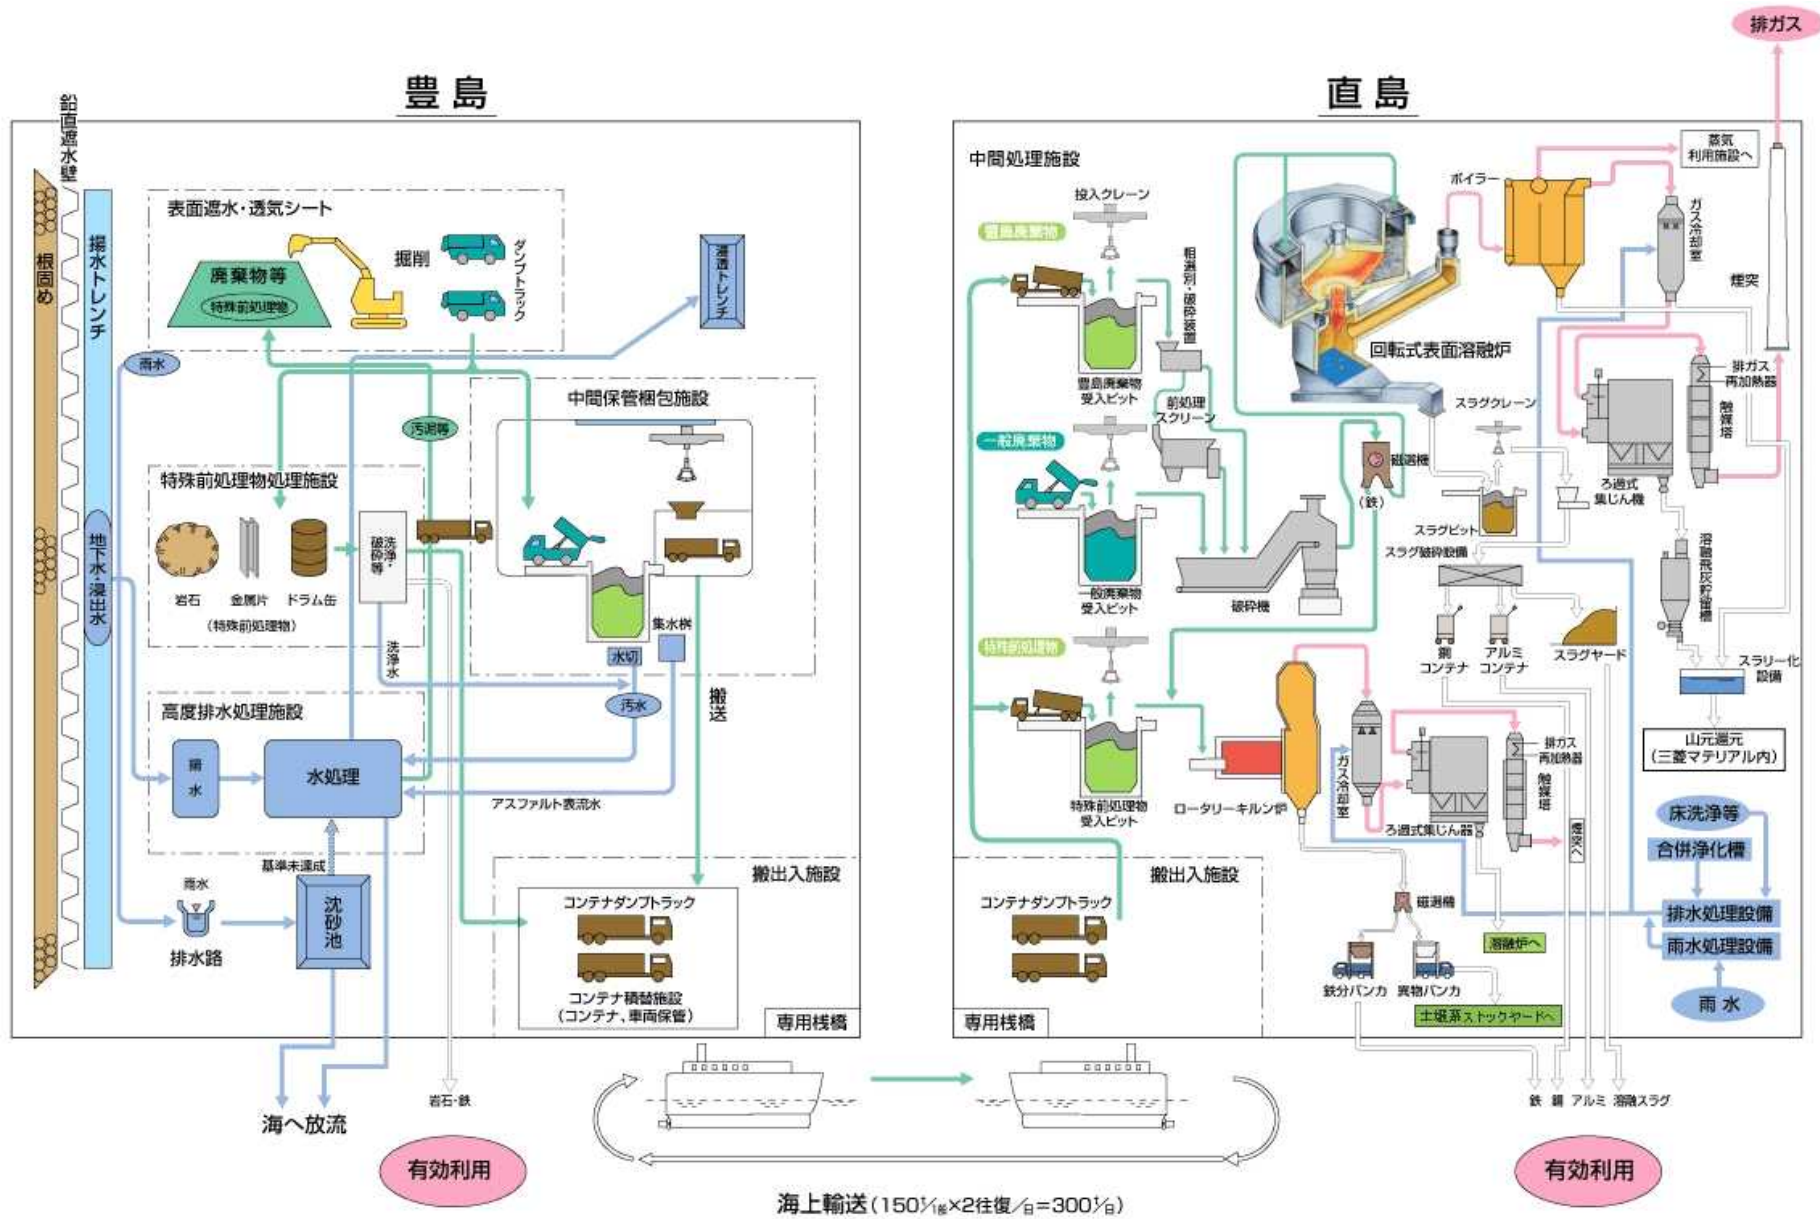 豊島
鉛直遮水壁
根固め
揚水トレンチ
地下水・浸出水
表面遮水・透気シート
廃棄物等
特殊前処理物
掘削
ダンプトラック
浸透トレンチ
雨水
汚泥等
中間保管梱包施設
特殊前処理物処理施設
岩石
金属片
ドラム缶
(特殊前処理物)
洗浄・
破砕等
洗浄水
集水桝
水切
汚水
搬送
高度排水処理施設
揚水
水処理
アスファルト表流水
基準未達成
雨水
排水路
沈砂池
搬出入施設
コンテナダンプトラック
コンテナ積替施設
(コンテナ、車両保管)
専用桟橋
海へ放流
岩石・鉄
有効利用
直島
排ガス
中間処理施設
豊島廃棄物
投入クレーン
粗選別・破砕装置
豊島廃棄物
受入ピット
前処理
スクリーン
一般廃棄物
一般廃棄物
受入ピット
破砕機
磁選機
(鉄)
回転式表面溶融炉
ボイラー
蒸気
利用施設へ
ガス冷却室
煙突
排ガス
再加熱器
触媒塔
ろ過式
集じん機
スラグクレーン
スラグピット
スラグ破砕設備
銅
コンテナ
アルミ
コンテナ
スラグヤード
溶融飛灰貯留槽
スラリー化
設備
山元還元
(三菱マテリアル内)
特殊前処理物
特殊前処理物
受入ピット
ロータリーキルン炉
ガス冷却室
ろ過式集じん器
排ガス
再加熱器
触媒塔
煙突へ
床洗浄等
合併浄化槽
排水処理設備
雨水処理設備
雨水
磁選機
溶融炉へ
鉄分バンカ
異物バンカ
土壌系ストックヤードへ
搬出入施設
コンテナダンプトラック
専用桟橋
鉄
銅
アルミ
溶融スラグ
有効利用
海上輸送(150t/後×2往復/日=300t/日)